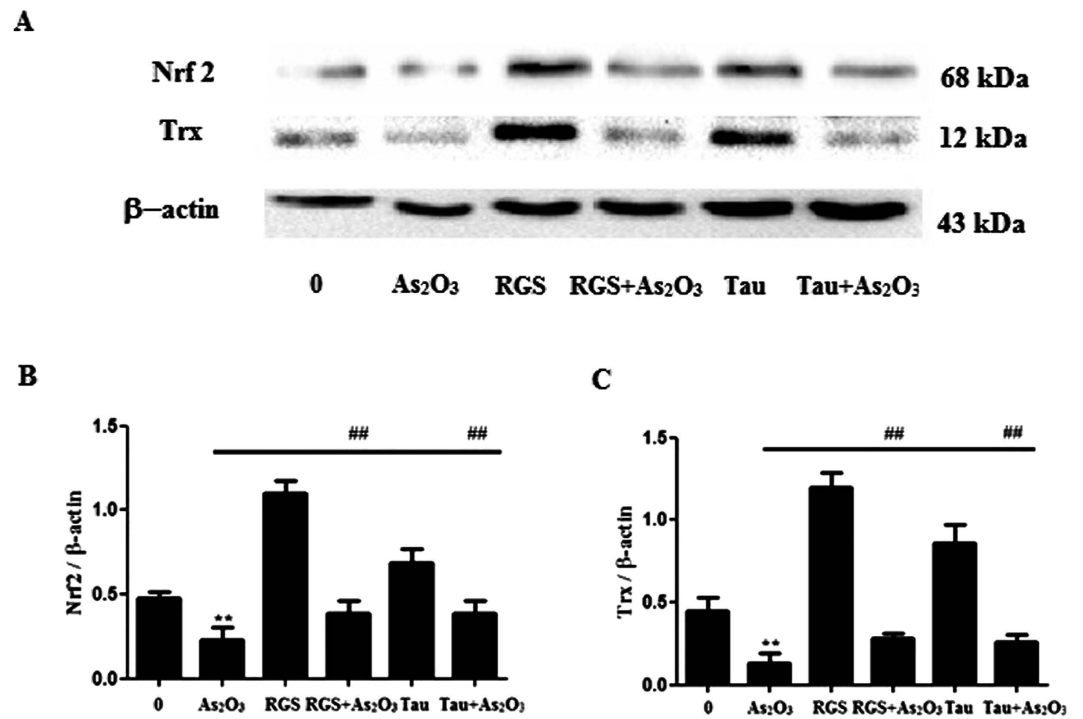 A
Nrf 2 68 kDa
Trx 12 kDa
β–actin 43 kDa
0 As₂O₃ RGS RGS+As₂O₃ Tau Tau+As₂O₃
B
Nrf2 / β-actin
1.5
1.0
0.5
0.0
## ##
**
0 As₂O₃ RGS RGS+As₂O₃ Tau Tau+As₂O₃
C
Trx / β-actin
1.5
1.0
0.5
0.0
## ##
**
0 As₂O₃ RGS RGS+As₂O₃ Tau Tau+As₂O₃